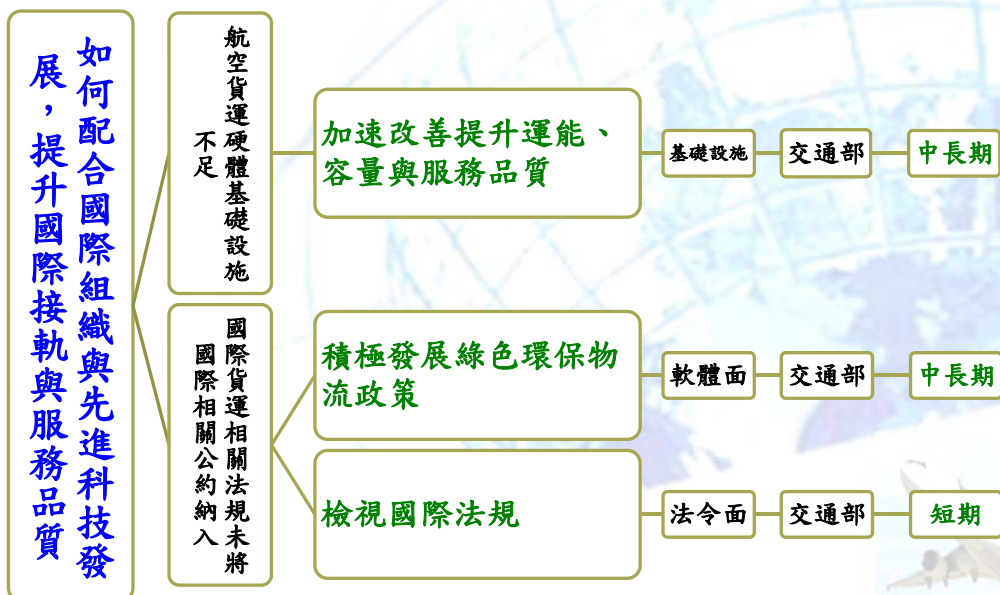 如何配合國際組織與先進科技發
展，提升國際接軌與服務品質
航空貨運硬體基礎設施
不足
加速改善提升運能、
容量與服務品質
基礎設施
交通部
中長期
國際貨運相關法規未將
國際相關公約納入
積極發展綠色環保物
流政策
軟體面
交通部
中長期
檢視國際法規
法令面
交通部
短期